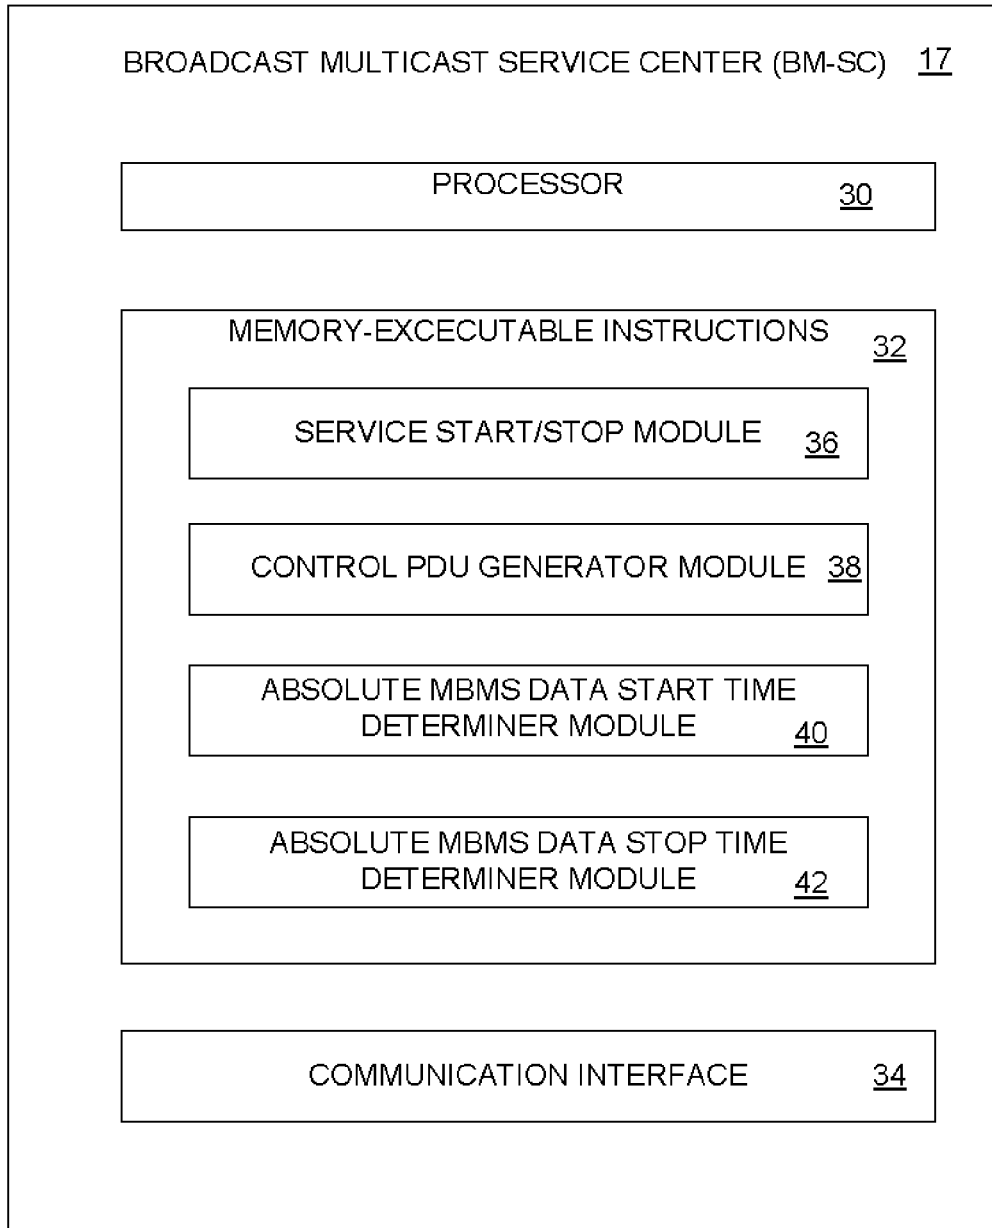 BROADCAST MULTICAST SERVICE CENTER (BM-SC) 17
PROCESSOR 30
MEMORY-EXCECUTABLE INSTRUCTIONS 32
SERVICE START/STOP MODULE 36
CONTROL PDU GENERATOR MODULE 38
ABSOLUTE MBMS DATA START TIME
DETERMINER MODULE 40
ABSOLUTE MBMS DATA STOP TIME
DETERMINER MODULE 42
COMMUNICATION INTERFACE 34